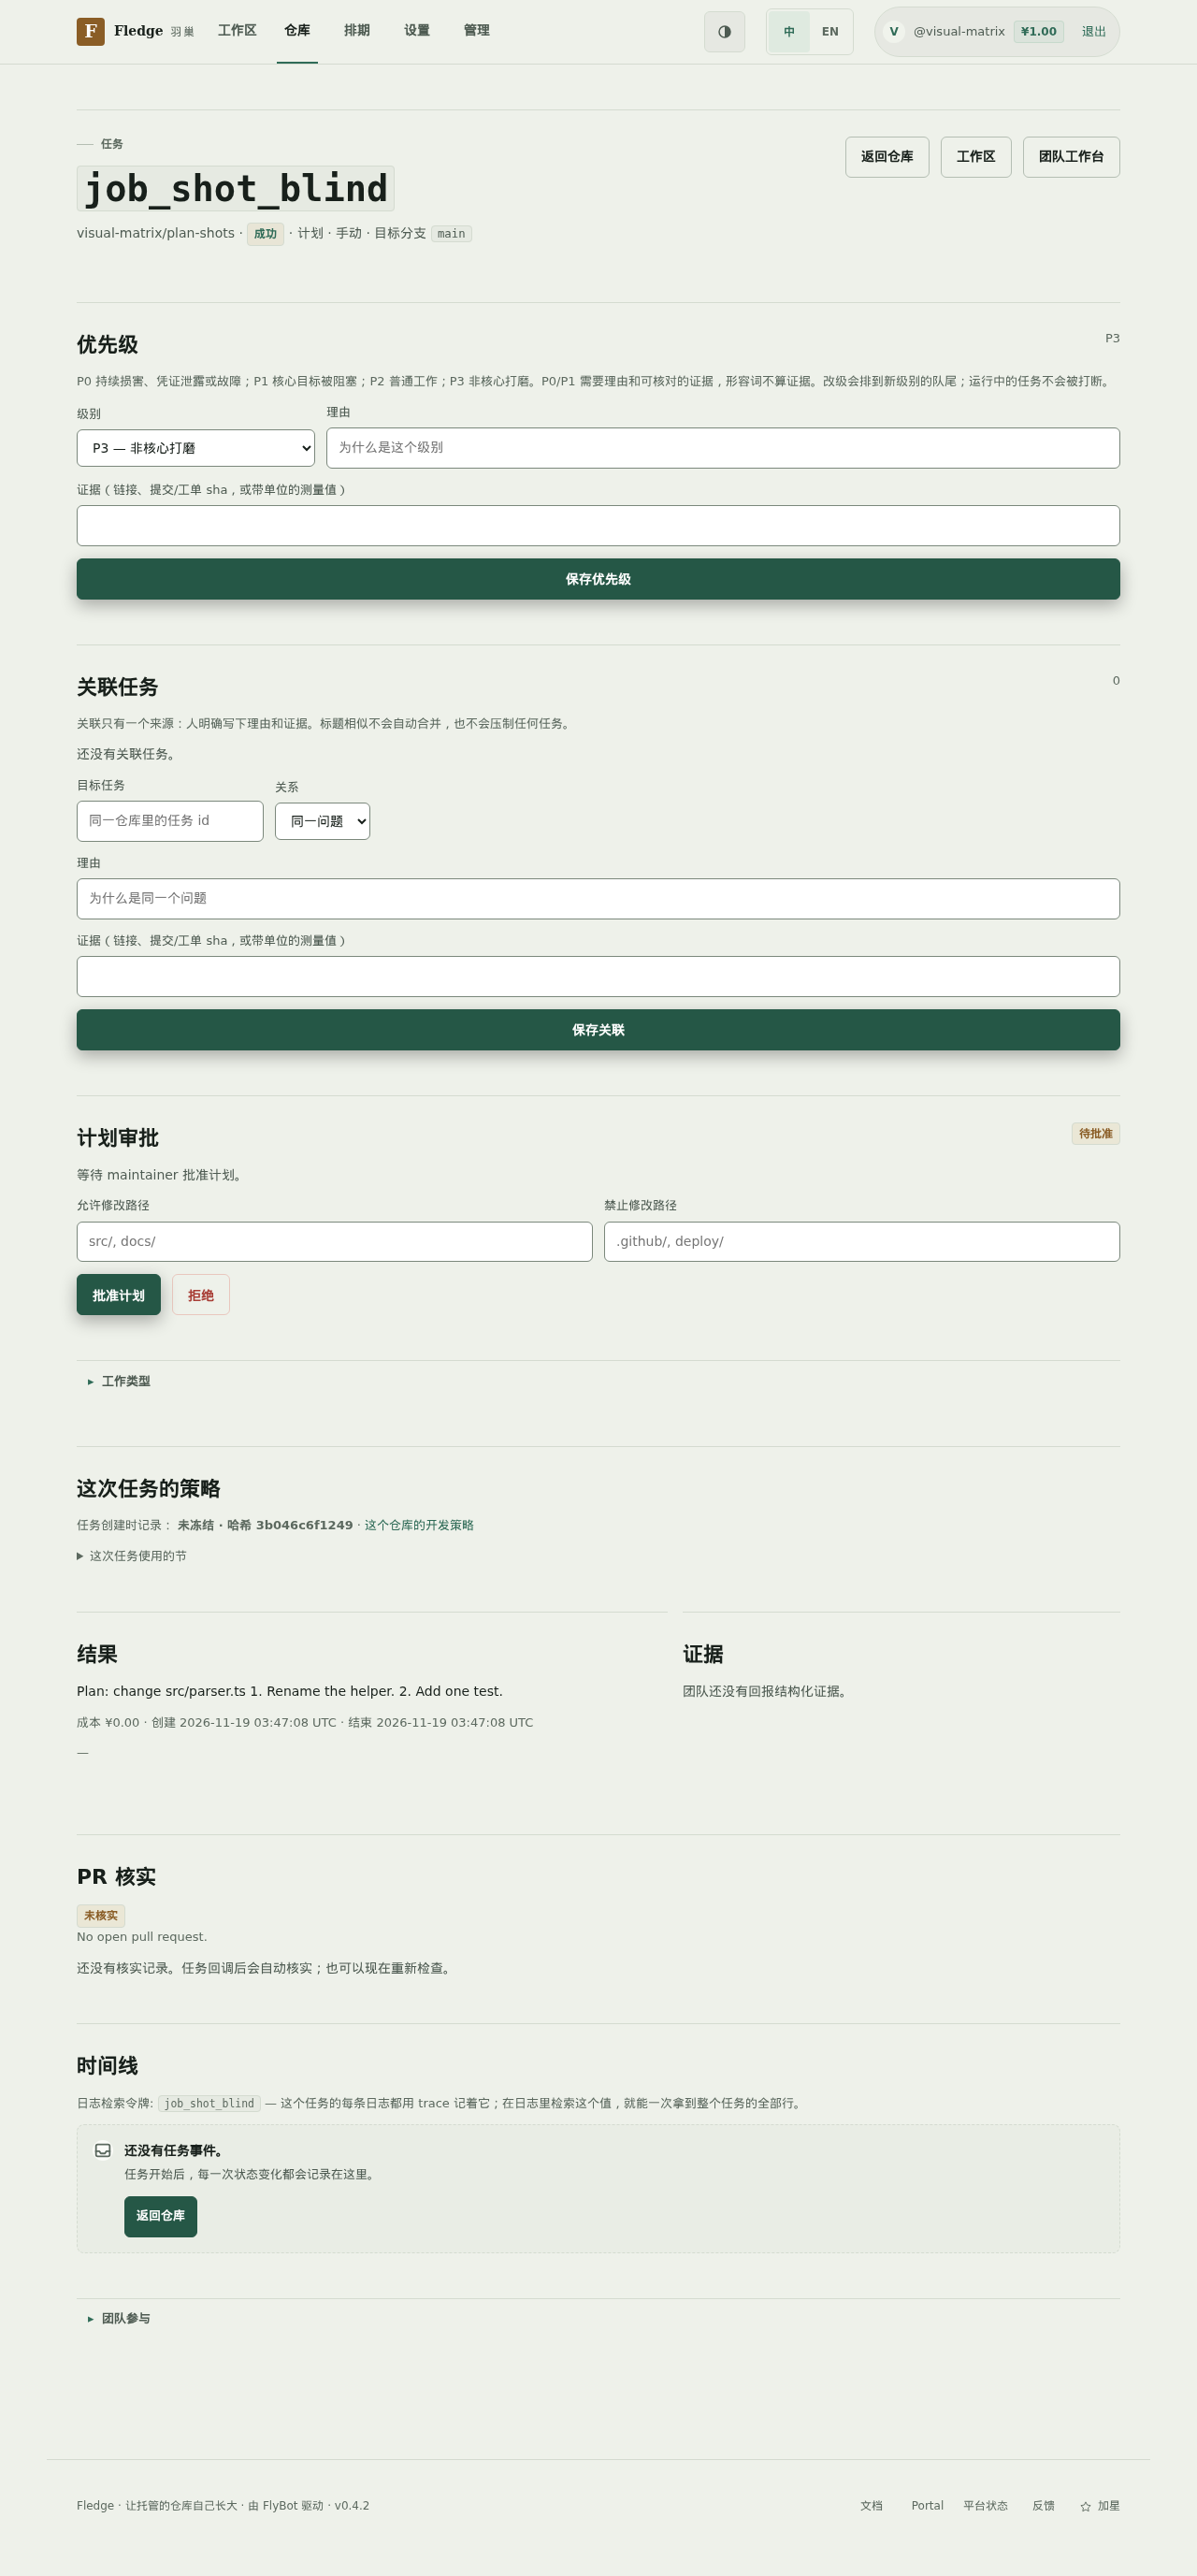 F Fledge 羽巢 工作区 仓库 排期 设置 管理 中 EN V @visual-matrix ¥1.00 退出
任务
返回仓库 工作区 团队工作台
job_shot_blind
visual-matrix/plan-shots · 成功 · 计划 · 手动 · 目标分支 main
优先级
P3
P0 持续损害、凭证泄露或故障；P1 核心目标被阻塞；P2 普通工作；P3 非核心打磨。P0/P1 需要理由和可核对的证据，形容词不算证据。改级会排到新级别的队尾；运行中的任务不会被打断。
级别 理由
P3 — 非核心打磨 为什么是这个级别
证据（链接、提交/工单 sha，或带单位的测量值）
保存优先级
关联任务
0
关联只有一个来源：人明确写下理由和证据。标题相似不会自动合并，也不会压制任何任务。
还没有关联任务。
目标任务 关系
同一仓库里的任务 id 同一问题
理由
为什么是同一个问题
证据（链接、提交/工单 sha，或带单位的测量值）
保存关联
计划审批
待批准
等待 maintainer 批准计划。
允许修改路径 禁止修改路径
src/, docs/ .github/, deploy/
批准计划 拒绝
▸ 工作类型
这次任务的策略
任务创建时记录： 未冻结 · 哈希 3b046c6f1249 · 这个仓库的开发策略
▶ 这次任务使用的节
结果
Plan: change src/parser.ts 1. Rename the helper. 2. Add one test.
成本 ¥0.00 · 创建 2026-11-19 03:47:08 UTC · 结束 2026-11-19 03:47:08 UTC
—
证据
团队还没有回报结构化证据。
PR 核实
未核实
No open pull request.
还没有核实记录。任务回调后会自动核实；也可以现在重新检查。
时间线
日志检索令牌: job_shot_blind — 这个任务的每条日志都用 trace 记着它；在日志里检索这个值，就能一次拿到整个任务的全部行。
还没有任务事件。
任务开始后，每一次状态变化都会记录在这里。
返回仓库
▸ 团队参与
Fledge · 让托管的仓库自己长大 · 由 FlyBot 驱动 · v0.4.2
文档 Portal 平台状态 反馈 加星